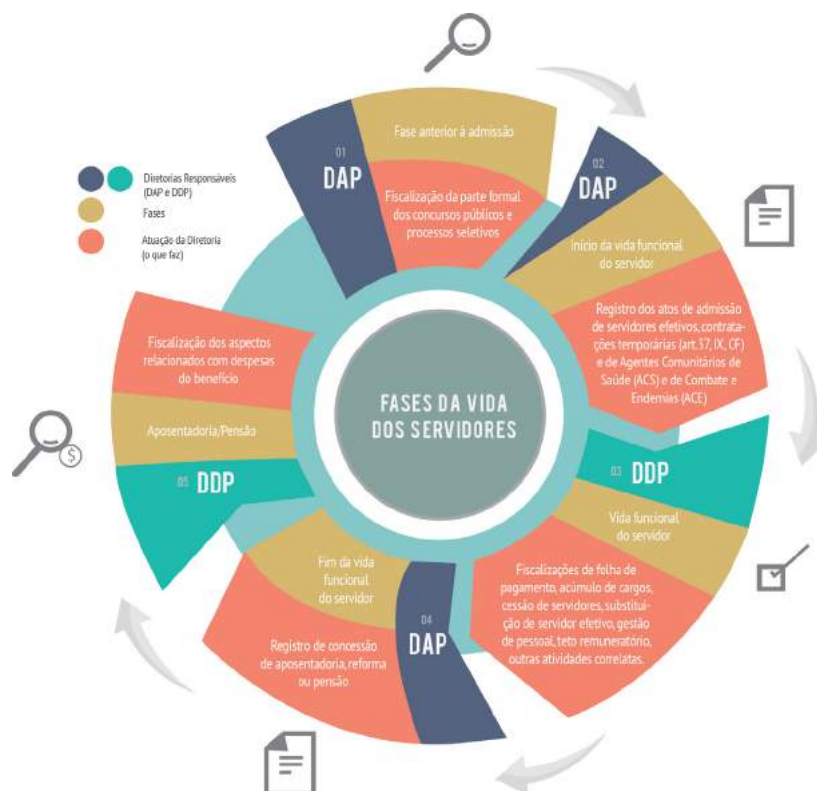 Diretorias Responsáveis
(DAP e DDP)
Fases
Atuação da Diretoria
(o que faz)
01
DAP
Fase anterior à admissão
Fiscalização da parte formal
dos concursos públicos e
processos seletivos
02
DAP
Início da vida funcional
do servidor
Registro dos atos de admissão
de servidores efetivos, contrata-
ções temporárias (art.37, IX, CF)
e de Agentes Comunitários de
Saúde (ACS) e de Combate e
Endemias (ACE)
03
DDP
Vida funcional
do servidor
Fiscalizações de folha de
pagamento, acúmulo de cargos,
cessão de servidores, substitui-
ção de servidor efetivo, gestão
de pessoal, teto remuneratório,
outras atividades correlatas.
04
DAP
Fim da vida
funcional
do servidor
Registro de concessão
de aposentadoria, reforma
ou pensão
05
DDP
Aposentadoria/Pensão
Fiscalização dos aspectos
relacionados com despesas
do benefício
FASES DA VIDA
DOS SERVIDORES
$